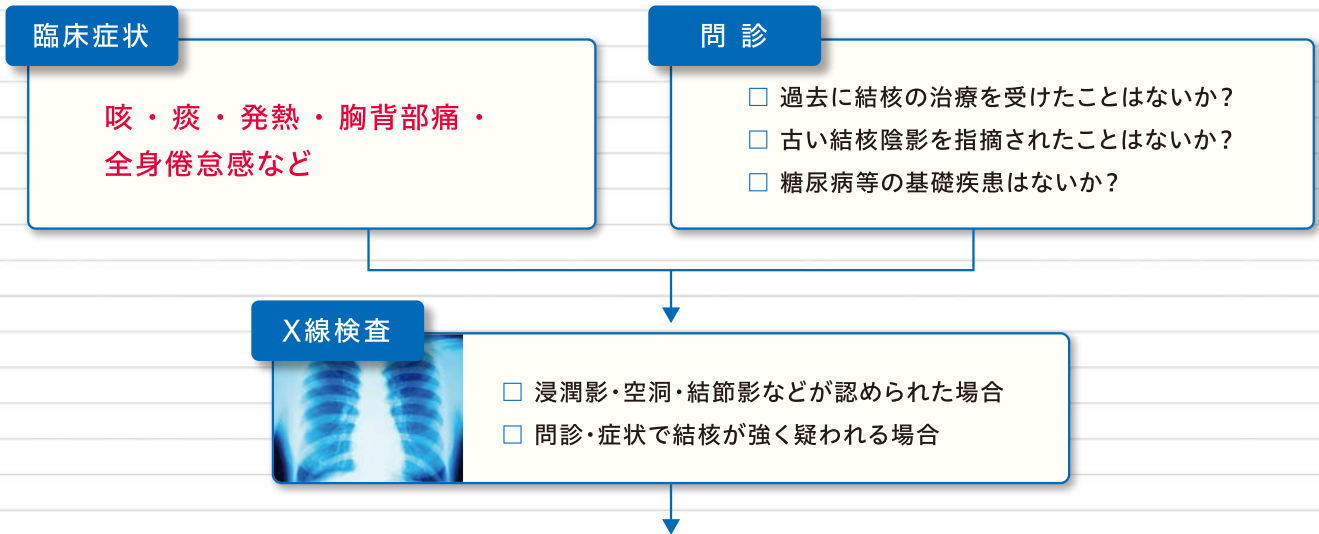 臨床症状
咳・痰・発熱・胸背部痛・
全身倦怠感など
問診
□ 過去に結核の治療を受けたことはないか？
□ 古い結核陰影を指摘されたことはないか？
□ 糖尿病等の基礎疾患はないか？
X線検査
□ 浸潤影・空洞・結節影などが認められた場合
□ 問診・症状で結核が強く疑われる場合